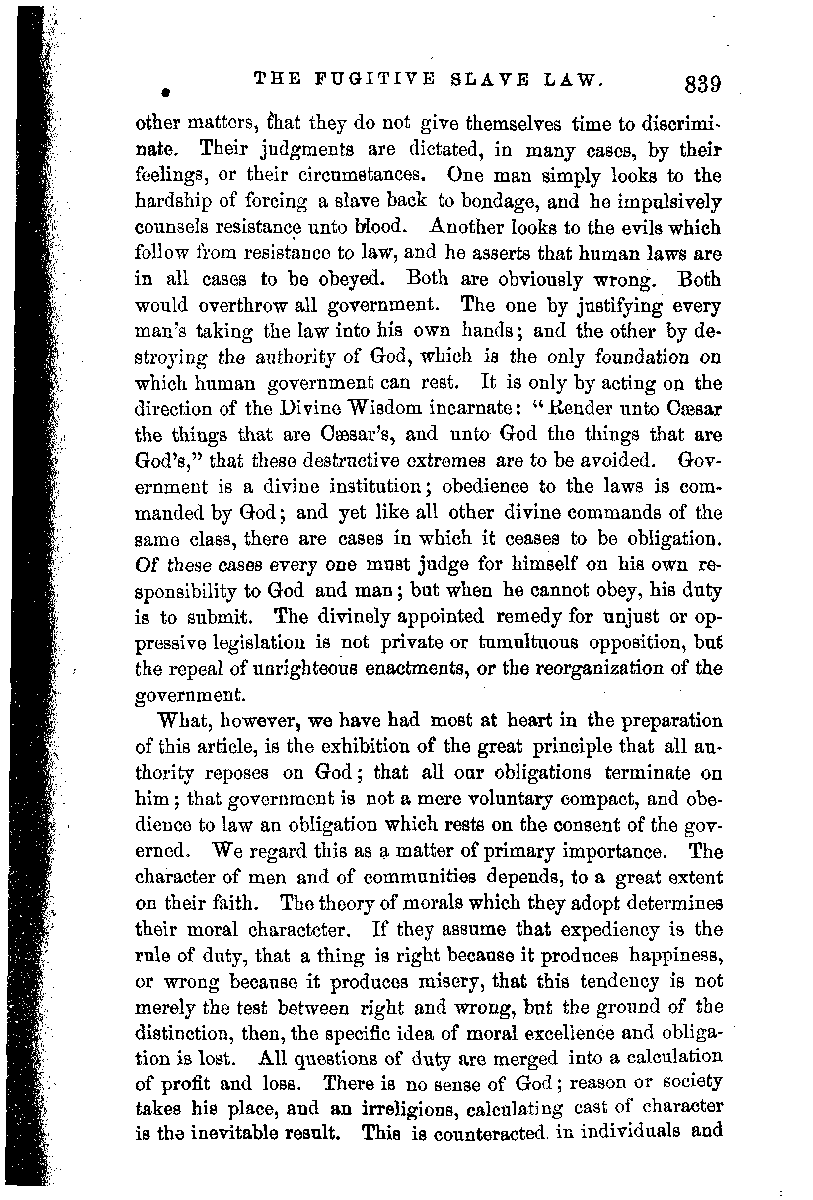 THE FUGITIVE SLAVE LAW. 839
other matters, that they do not give themselves time to discrimi-
nate. Their judgments are dictated, in many cases, by their
feelings, or their circumstances. One man simply looks to the
hardship of forcing a slave back to bondage, and he impulsively
counsels resistance unto blood. Another looks to the evils which
follow from resistance to law, and he asserts that human laws are
in all cases to be obeyed. Both are obviously wrong. Both
would overthrow all government. The one by justifying every
man's taking the law into his own hands; and the other by de-
stroying the authority of God, which is the only foundation on
which human government can rest. It is only by acting on the
direction of the Divine Wisdom incarnate: "Render unto Cæsar
the things that are Cæsar's, and unto God the things that are
God's," that these destructive extremes are to be avoided. Gov-
ernment is a divine institution; obedience to the laws is com-
manded by God; and yet like all other divine commands of the
same class, there are cases in which it ceases to be obligation.
Of these cases every one must judge for himself on his own re-
sponsibility to God and man; but when he cannot obey, his duty
is to submit. The divinely appointed remedy for unjust or op-
pressive legislation is not private or tumultuous opposition, but
the repeal of unrighteous enactments, or the reorganization of the
government.
What, however, we have had most at heart in the preparation
of this article, is the exhibition of the great principle that all au-
thority reposes on God; that all our obligations terminate on
him; that government is not a mere voluntary compact, and obe-
dience to law an obligation which rests on the consent of the gov-
erned. We regard this as a matter of primary importance. The
character of men and of communities depends, to a great extent
on their faith. The theory of morals which they adopt determines
their moral charactcter. If they assume that expediency is the
rule of duty, that a thing is right because it produces happiness,
or wrong because it produces misery, that this tendency is not
merely the test between right and wrong, but the ground of the
distinction, then, the specific idea of moral excellence and obliga-
tion is lost. All questions of duty are merged into a calculation
of profit and loss. There is no sense of God; reason or society
takes his place, and an irreligious, calculating cast of character
is the inevitable result. This is counteracted in individuals and